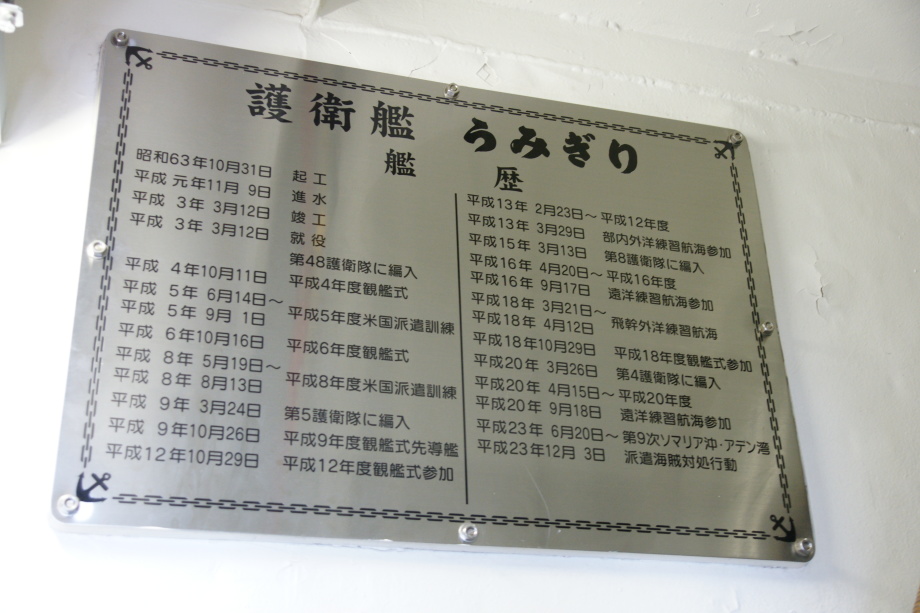 護衛艦 うみぎり
艦 歴
昭和63年10月31日 起工
平成 元年11月 9日 進水
平成 3年 3月12日 竣工
平成 3年 3月12日 就役
第48護衛隊に編入
平成 4年10月11日 平成4年度観艦式
平成 5年 6月14日～
平成 5年 9月 1日 平成5年度米国派遣訓練
平成 6年10月16日 平成6年度観艦式
平成 8年 5月19日～
平成 8年 8月13日 平成8年度米国派遣訓練
平成 9年 3月24日 第5護衛隊に編入
平成 9年10月26日 平成9年度観艦式先導艦
平成12年10月29日 平成12年度観艦式参加
平成13年 2月23日～ 平成12年度
平成13年 3月29日 部内外洋練習航海参加
平成15年 3月13日 第8護衛隊に編入
平成16年 4月20日～ 平成16年度
平成16年 9月17日 遠洋練習航海参加
平成18年 3月21日～
平成18年 4月12日 飛幹外洋練習航海
平成18年10月29日 平成18年度観艦式参加
平成20年 3月26日 第4護衛隊に編入
平成20年 4月15日～ 平成20年度
平成20年 9月18日 遠洋練習航海参加
平成23年 6月20日～ 第9次ソマリア沖・アデン湾
平成23年12月 3日 派遣海賊対処行動